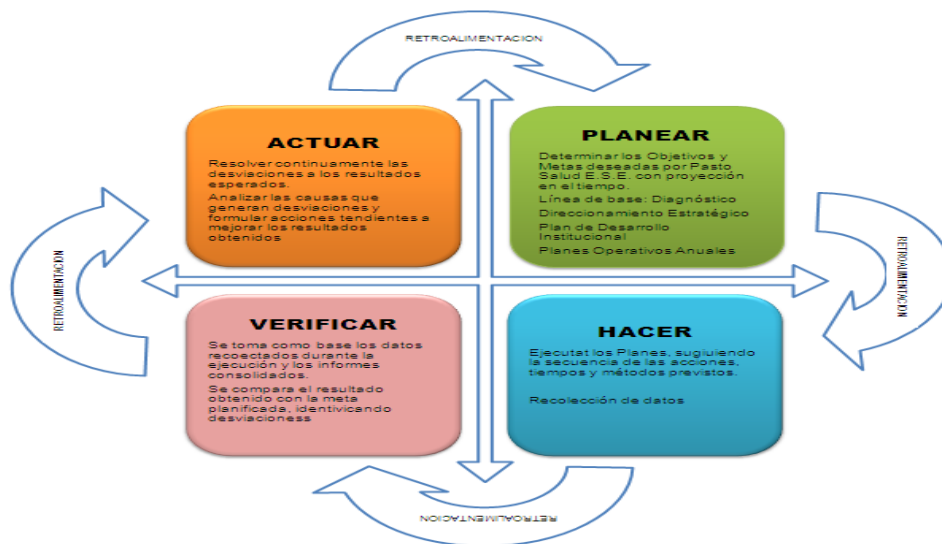 RETROALIMENTACION
ACTUAR
Resolver continuamente las
desviaciones a los resultados
esperados.
Analizar las causas que
generan desviaciones y
formular acciones tendientes a
mejorar los resultados
obtenidos
PLANEAR
Determinar los Objetivos y
Metas deseadas por Pasto
Salud E.S.E. con proyección
en el tiempo.
Línea de base: Diagnóstico
Direccionamiento Estratégico
Plan de Desarrollo
Institucional
Planes Operativos Anuales
RETROALIMENTACION
RETROALIMENTACION
VERIFICAR
Se toma como base los datos
recoectados durante la
ejecución y los informes
consolidados.
Se compara el resultado
obtenido con la meta
planificada, identivicando
desviacioness
HACER
Ejecutat los Planes, sugiuiendo
la secuencia de las acciones,
tiempos y métodos previstos.
Recolección de datos
RETROALIMENTACION